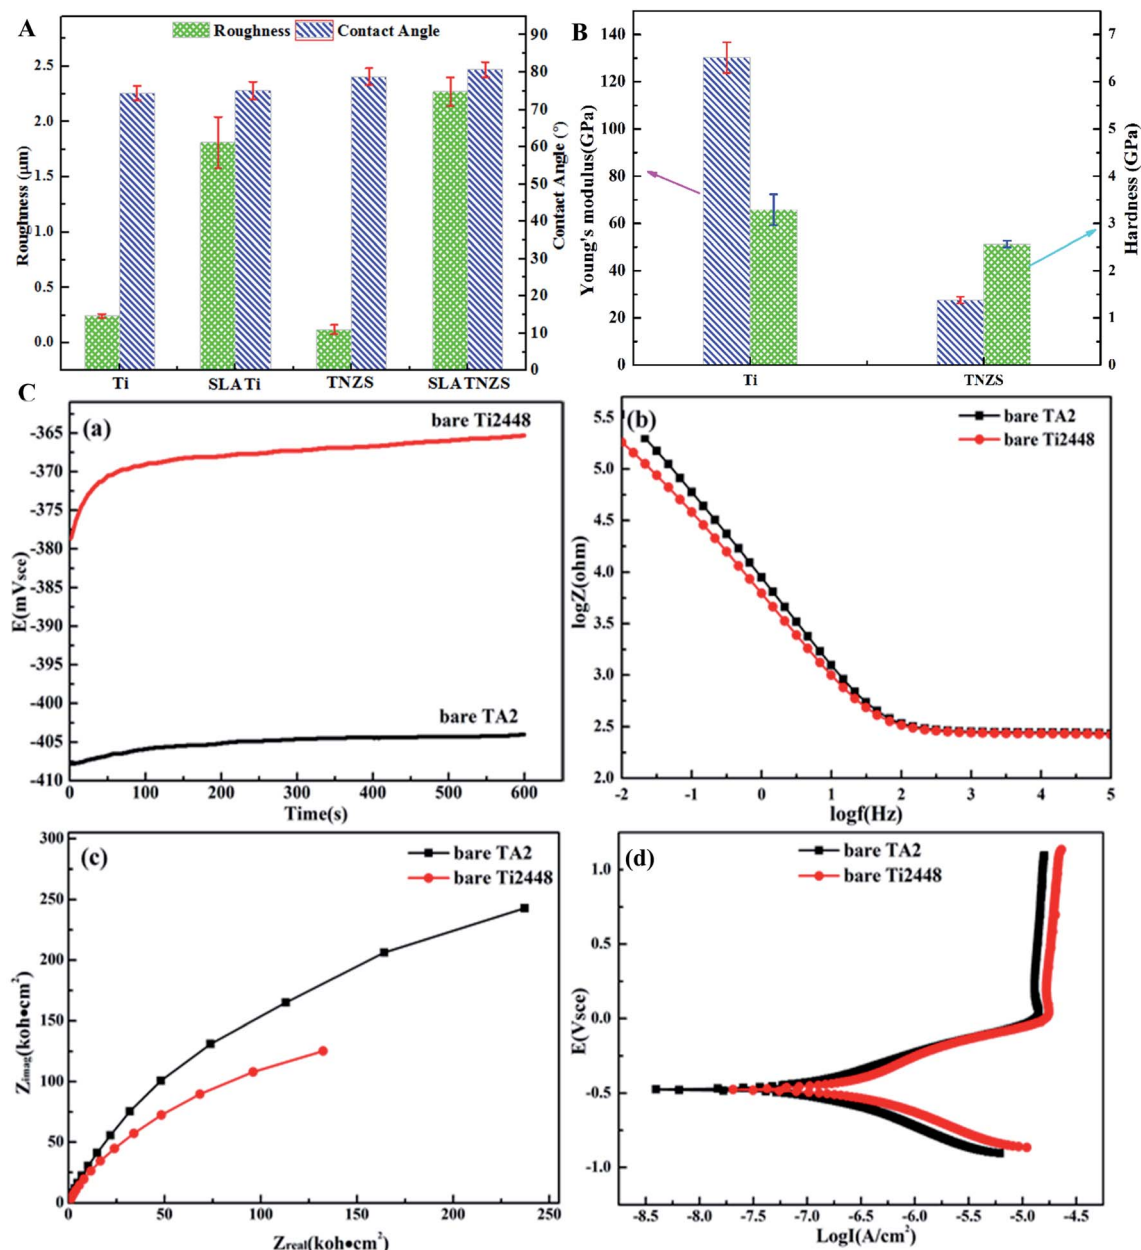 A
Roughness Contact Angle
2.5
2.0
1.5
1.0
0.5
0.0
Roughness (μm)
90
80
70
60
50
40
30
20
10
0
Contact Angle (°)
Ti SLATi TNZS SLATNZS
B
140
120
100
80
60
40
20
0
Young's modulus(GPa)
7
6
5
4
3
2
1
0
Hardness (GPa)
Ti TNZS
C
(a)
bare Ti2448
bare TA2
-365
-370
-375
-380
-385
-390
-395
-400
-405
-410
E(mVsce)
0 100 200 300 400 500 600
Time(s)
(b)
bare TA2
bare Ti2448
5.5
5.0
4.5
4.0
3.5
3.0
2.5
2.0
logZ(ohm)
-2 -1 0 1 2 3 4 5
logf(Hz)
(c)
bare TA2
bare Ti2448
300
250
200
150
100
50
0
Zimag(koh•cm²)
0 50 100 150 200 250
Zreal(koh•cm²)
(d)
bare TA2
bare Ti2448
1.0
0.5
0.0
-0.5
-1.0
E(Vsce)
-8.5 -8.0 -7.5 -7.0 -6.5 -6.0 -5.5 -5.0 -4.5
LogI(A/cm²)